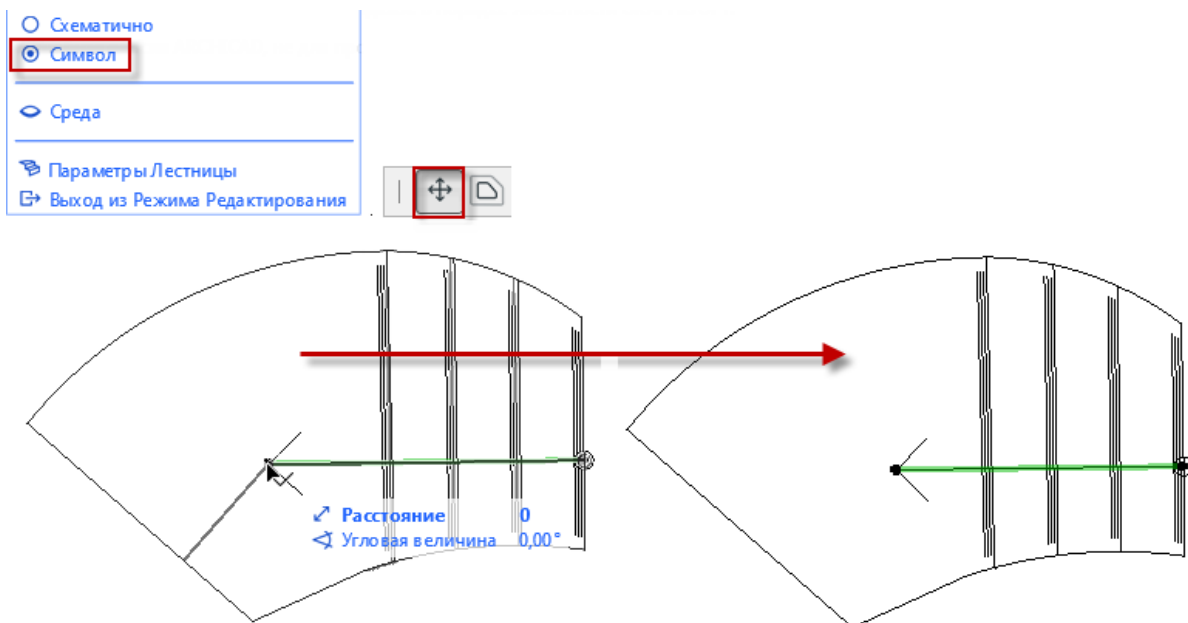 Схематично
Символ
Среда
Параметры Лестницы
Выход из Режима Редактирования
Расстояние 0
Угловая величина 0,00°